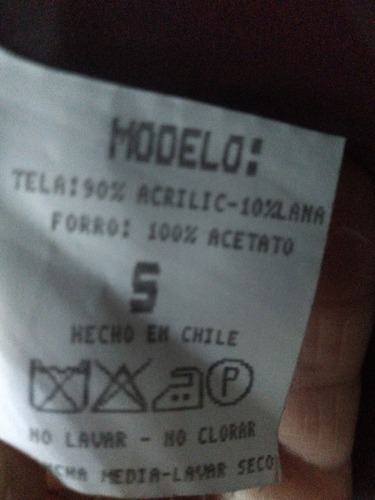 MODELO:
TELA:90% ACRILIC-10%LANA
FORRO: 100% ACETATO
S
HECHO EN CHILE
P
NO LAVAR - NO CLORAR
MEDIA-LAVAR SECO